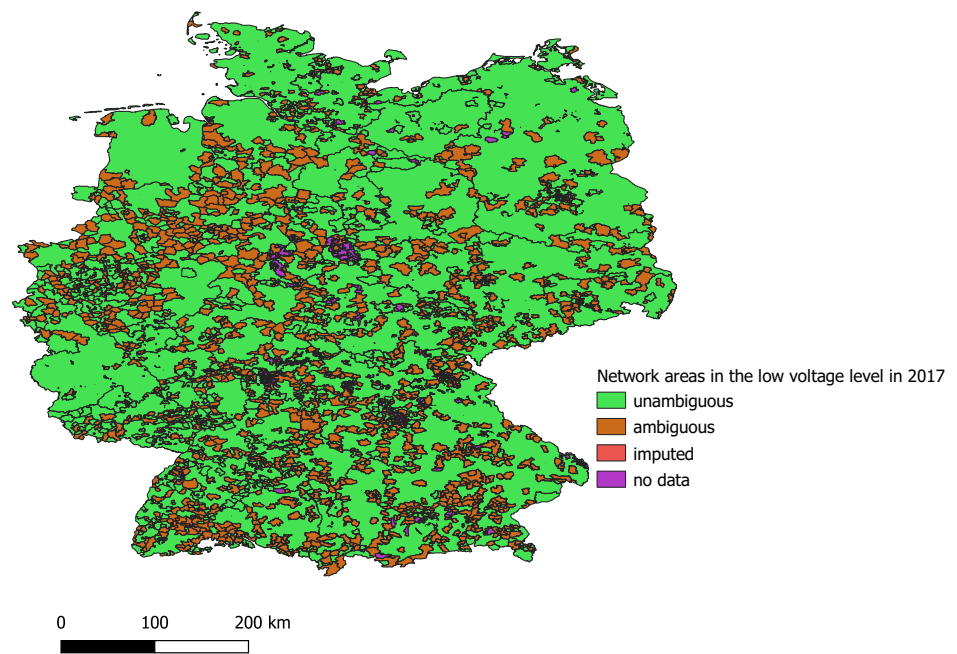 Network areas in the low voltage level in 2017
unambiguous
ambiguous
imputed
no data
0 100 200 km